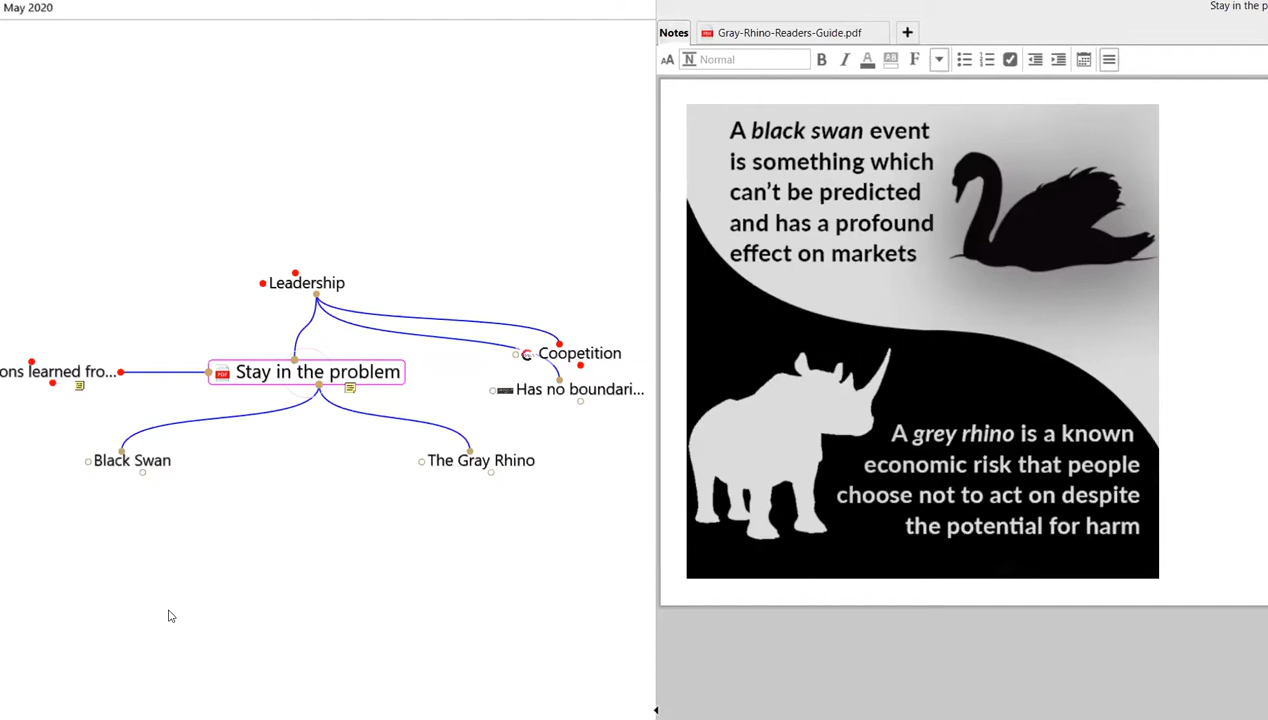 May 2020
Stay in the p
Notes
Gray-Rhino-Readers-Guide.pdf
+
AA
N Normal
B I A AB F
A black swan event
is something which
can't be predicted
and has a profound
effect on markets
Leadership
Coopetition
ons learned fro...
PDF Stay in the problem
Has no boundari...
Black Swan
The Gray Rhino
A grey rhino is a known
economic risk that people
choose not to act on despite
the potential for harm